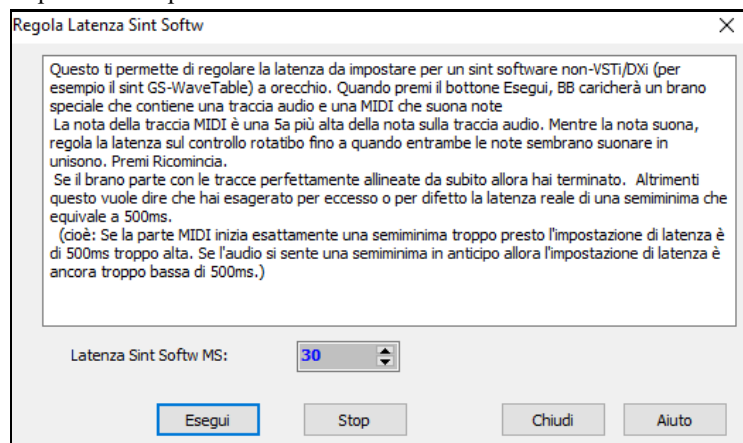 Regola Latenza Sint Softw
Questo ti permette di regolare la latenza da impostare per un sint software non-VSTi/DXi (per
esempio il sint GS-WaveTable) a orecchio. Quando premi il bottone Esegui, BB caricherà un brano
speciale che contiene una traccia audio e una MIDI che suona note
La nota della traccia MIDI è una 5a più alta della nota sulla traccia audio. Mentre la nota suona,
regola la latenza sul controllo rotatibo fino a quando entrambe le note sembrano suonare in
unisono. Premi Ricomincia.
Se il brano parte con le tracce perfettamente allineate da subito allora hai terminato. Altrimenti
questo vuole dire che hai esagerato per eccesso o per difetto la latenza reale di una semiminima che
equivale a 500ms.
(cioè: Se la parte MIDI inizia esattamente una semiminima troppo presto l'impostazione di latenza è
di 500ms troppo alta. Se l'audio si sente una semiminima in anticipo allora l'impostazione di latenza è
ancora troppo bassa di 500ms.)
Latenza Sint Softw MS: 30
Esegui Stop Chiudi Aiuto